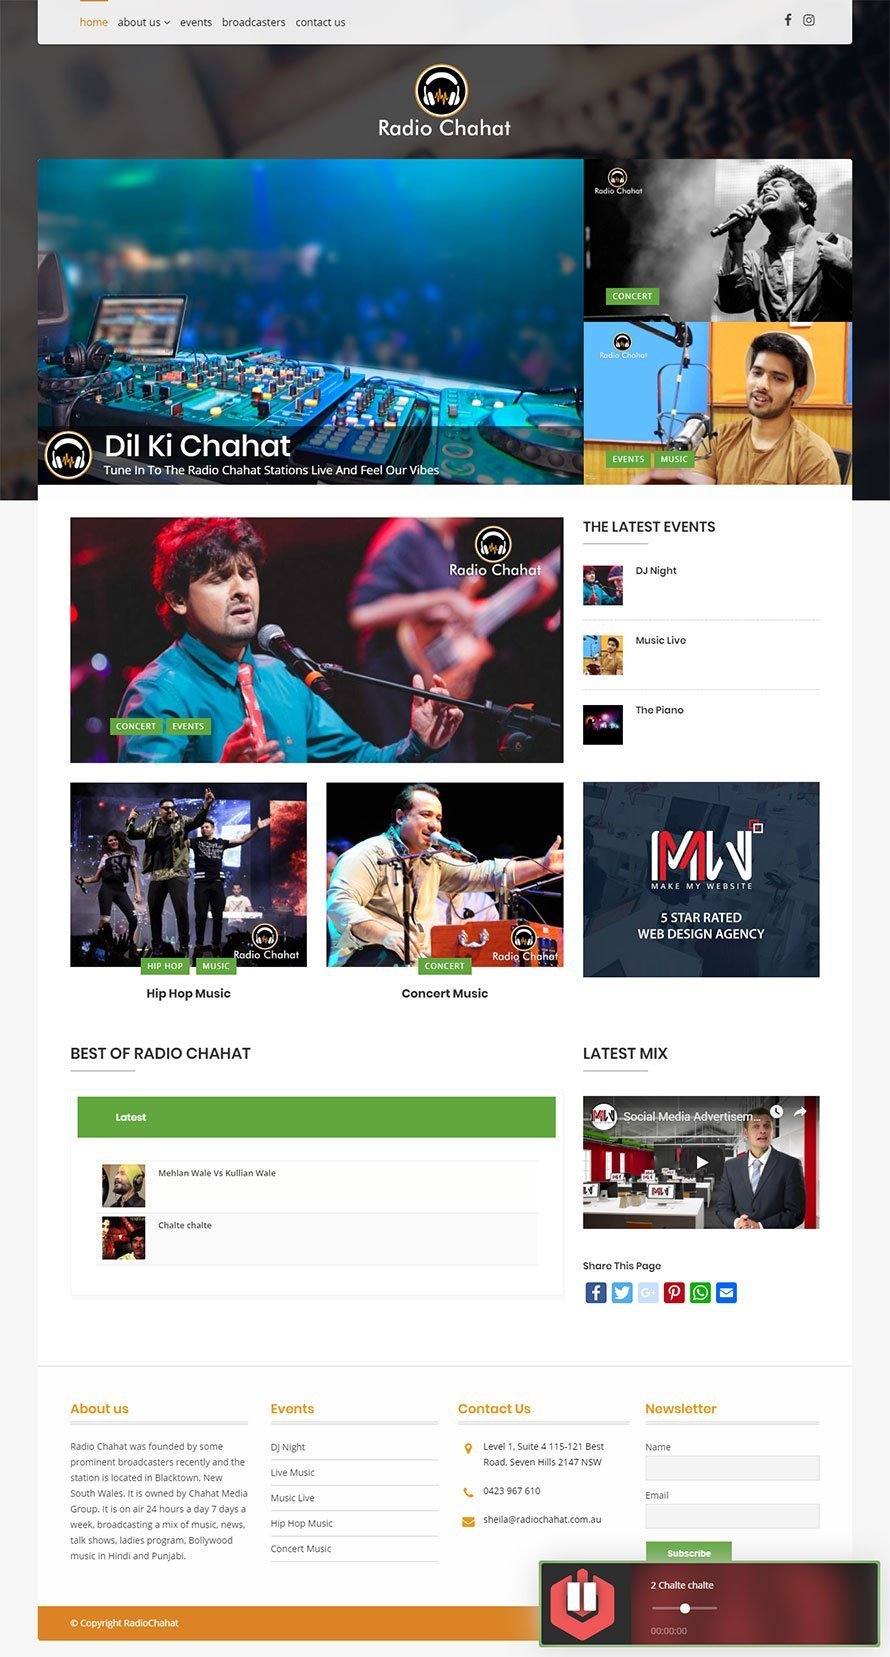 home about us events broadcasters contact us
Radio Chahat
Radio Chahat
CONCERT
Radio Chahat
EVENTS MUSIC
Dil Ki Chahat
Tune In To The Radio Chahat Stations Live And Feel Our Vibes
Radio Chahat
CONCERT EVENTS
THE LATEST EVENTS
DJ Night
Music Live
The Piano
Radio Chahat
HIP HOP MUSIC
Hip Hop Music
Radio Chahat
CONCERT
Concert Music
MW
MAKE MY WEBSITE
5 STAR RATED
WEB DESIGN AGENCY
BEST OF RADIO CHAHAT
Latest
Mehlan Wale Vs Kullian Wale
Chalte chalte
LATEST MIX
MW Social Media Advertisem...
MW
MW
Share This Page
About us
Radio Chahat was founded by some
prominent broadcasters recently and the
station is located in Blacktown, New
South Wales. It is owned by Chahat Media
Group. It is on air 24 hours a day 7 days a
week, broadcasting a mix of music, news,
talk shows, ladies program, Bollywood
music in Hindi and Punjabi.
Events
DJ Night
Live Music
Music Live
Hip Hop Music
Concert Music
Contact Us
Level 1, Suite 4 115-121 Best
Road, Seven Hills 2147 NSW
0423 967 610
sheila@radiochahat.com.au
Newsletter
Name
Email
Subscribe
2 Chalte chalte
00:00:00
© Copyright RadioChahat